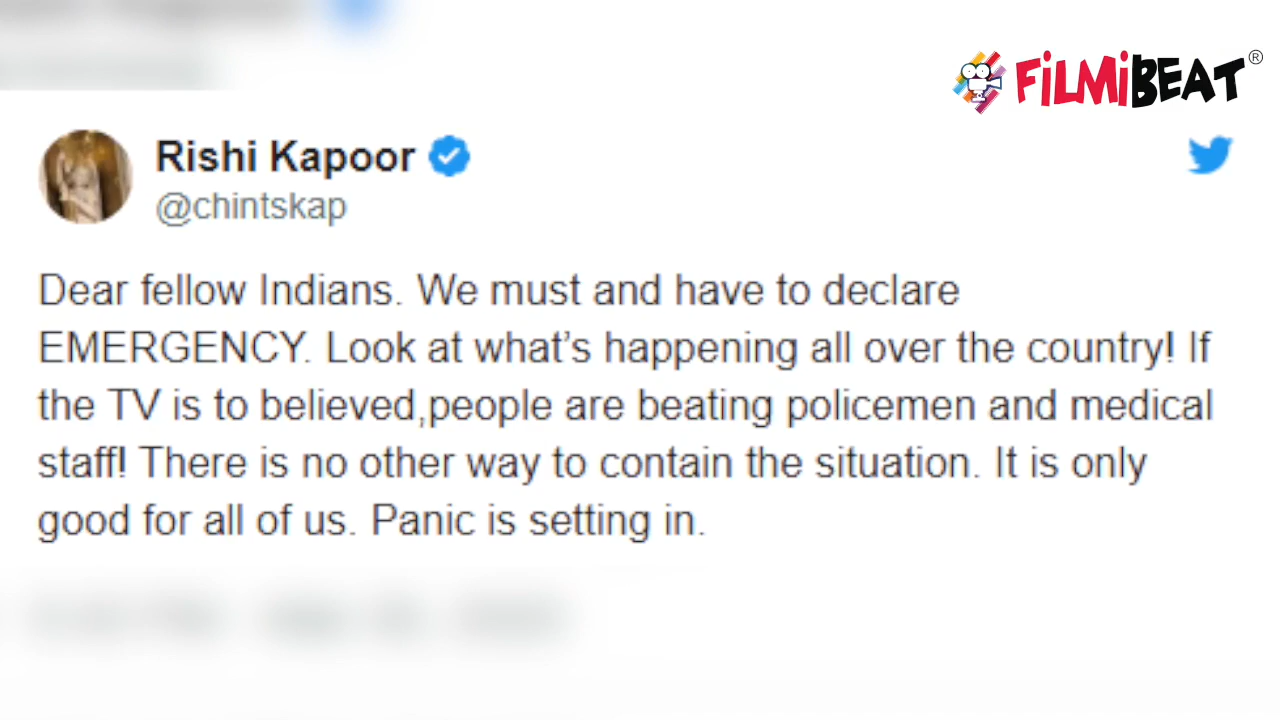 FiLMiBEAT®
Rishi Kapoor
@chintskap
Dear fellow Indians. We must and have to declare
EMERGENCY. Look at what’s happening all over the country! If
the TV is to believed,people are beating policemen and medical
staff! There is no other way to contain the situation. It is only
good for all of us. Panic is setting in.